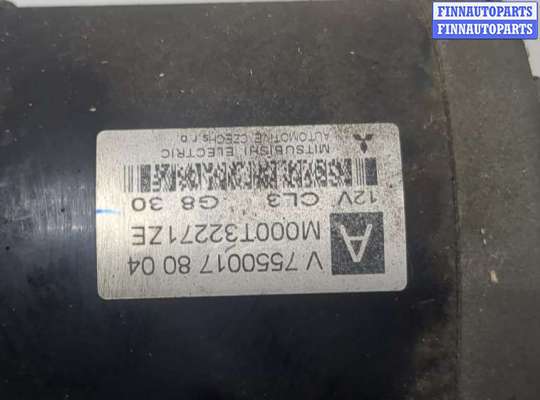 FINNAUTOPARTS
FINNAUTOPARTS
V 7550017 80 04
A
M000T32271ZE
12V CL3 G8 30
MITSUBISHI ELECTRIC
AUTOMOTIVE CZECH s.r.o.